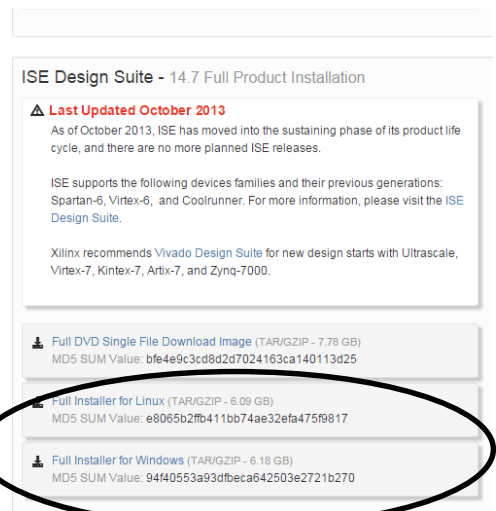 ISE Design Suite - 14.7 Full Product Installation
Last Updated October 2013
As of October 2013, ISE has moved into the sustaining phase of its product life
cycle, and there are no more planned ISE releases.
ISE supports the following devices families and their previous generations:
Spartan-6, Virtex-6, and Coolrunner. For more information, please visit the ISE
Design Suite.
Xilinx recommends Vivado Design Suite for new design starts with Ultrascale,
Virtex-7, Kintex-7, Artix-7, and Zynq-7000.
Full DVD Single File Download Image (TAR/GZIP - 7.78 GB)
MD5 SUM Value: bfe4e9c3cd8d2d7024163ca140113d25
Full Installer for Linux (TAR/GZIP - 6.09 GB)
MD5 SUM Value: e8065b2ffb411bb74ae32efa475f9817
Full Installer for Windows (TAR/GZIP - 6.18 GB)
MD5 SUM Value: 94f40553a93dfbeca642503e2721b270